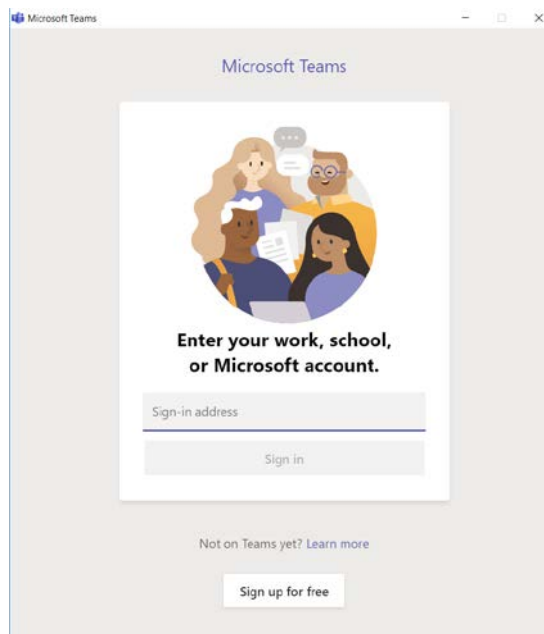 Microsoft Teams
Microsoft Teams
Enter your work, school,
or Microsoft account.
Sign-in address
Sign in
Not on Teams yet? Learn more
Sign up for free